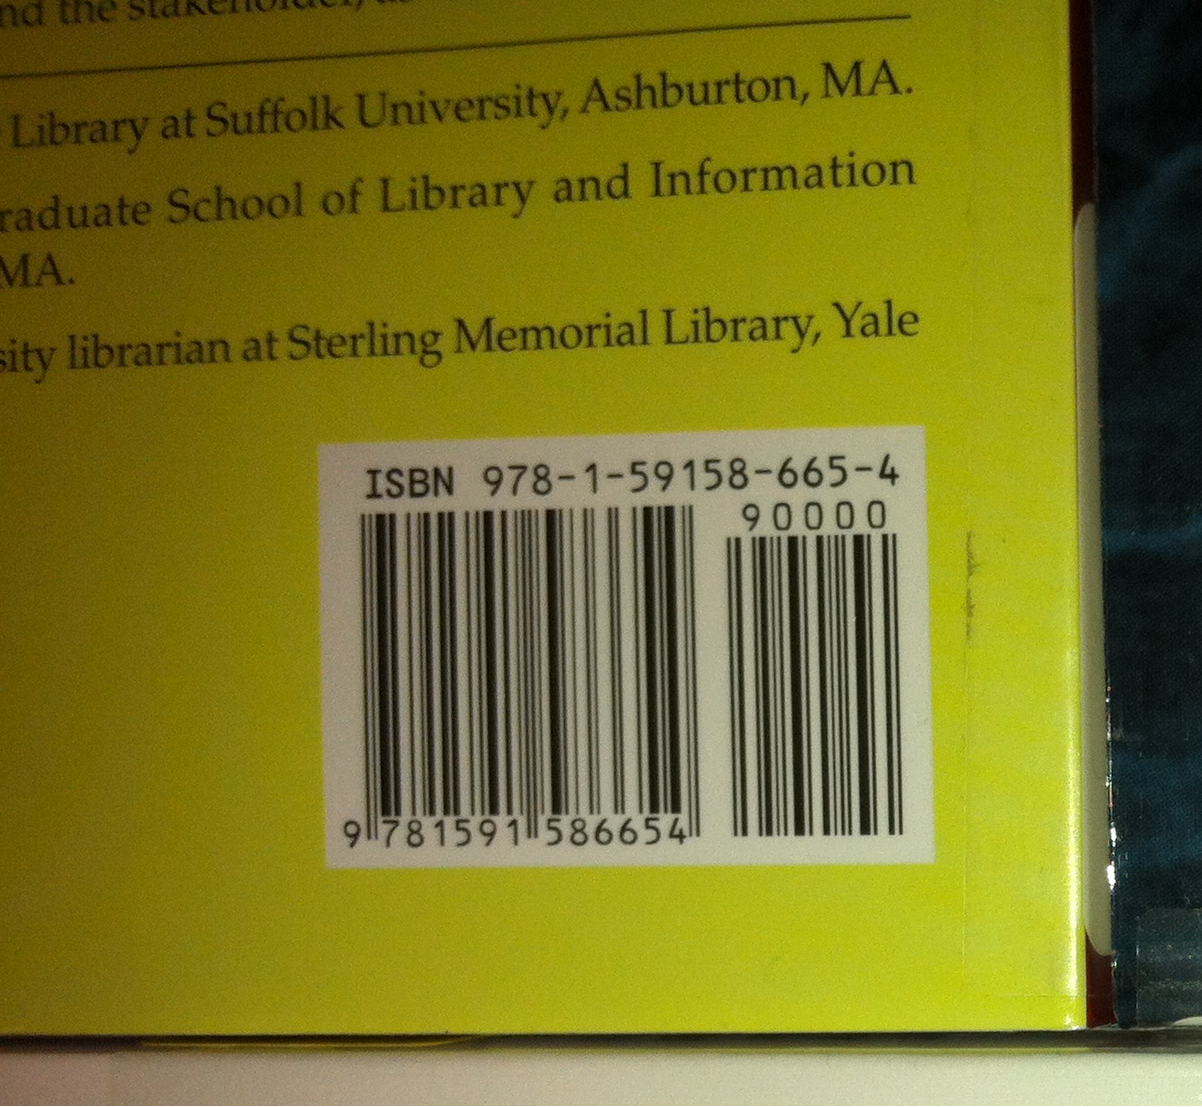 nd the stakeholder,
Library at Suffolk University, Ashburton, MA.
raduate School of Library and Information
MA.
sity librarian at Sterling Memorial Library, Yale
ISBN 978-1-59158-665-4
90000
9 781591 586654